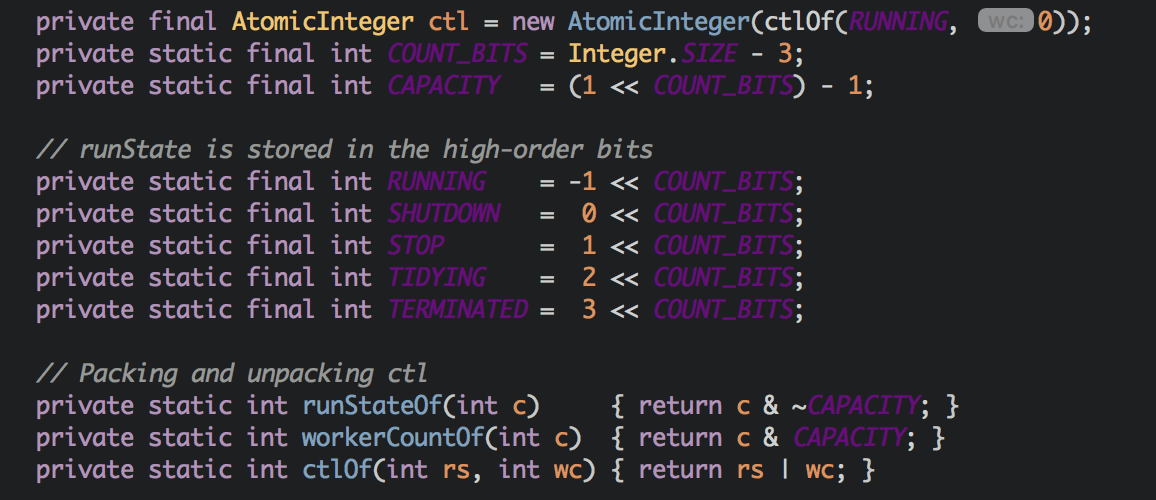 private final AtomicInteger ctl = new AtomicInteger(ctlOf(RUNNING, wc: 0));
private static final int COUNT_BITS = Integer.SIZE - 3;
private static final int CAPACITY   = (1 << COUNT_BITS) - 1;

// runState is stored in the high-order bits
private static final int RUNNING    = -1 << COUNT_BITS;
private static final int SHUTDOWN   =  0 << COUNT_BITS;
private static final int STOP       =  1 << COUNT_BITS;
private static final int TIDYING    =  2 << COUNT_BITS;
private static final int TERMINATED =  3 << COUNT_BITS;

// Packing and unpacking ctl
private static int runStateOf(int c)     { return c & ~CAPACITY; }
private static int workerCountOf(int c)  { return c & CAPACITY; }
private static int ctlOf(int rs, int wc) { return rs | wc; }